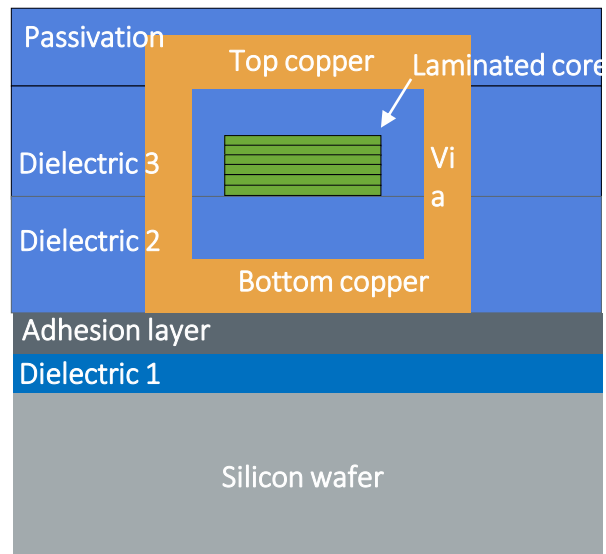 Passivation
Top copper
Laminated core
Dielectric 3
Vi
a
Dielectric 2
Bottom copper
Adhesion layer
Dielectric 1
Silicon wafer